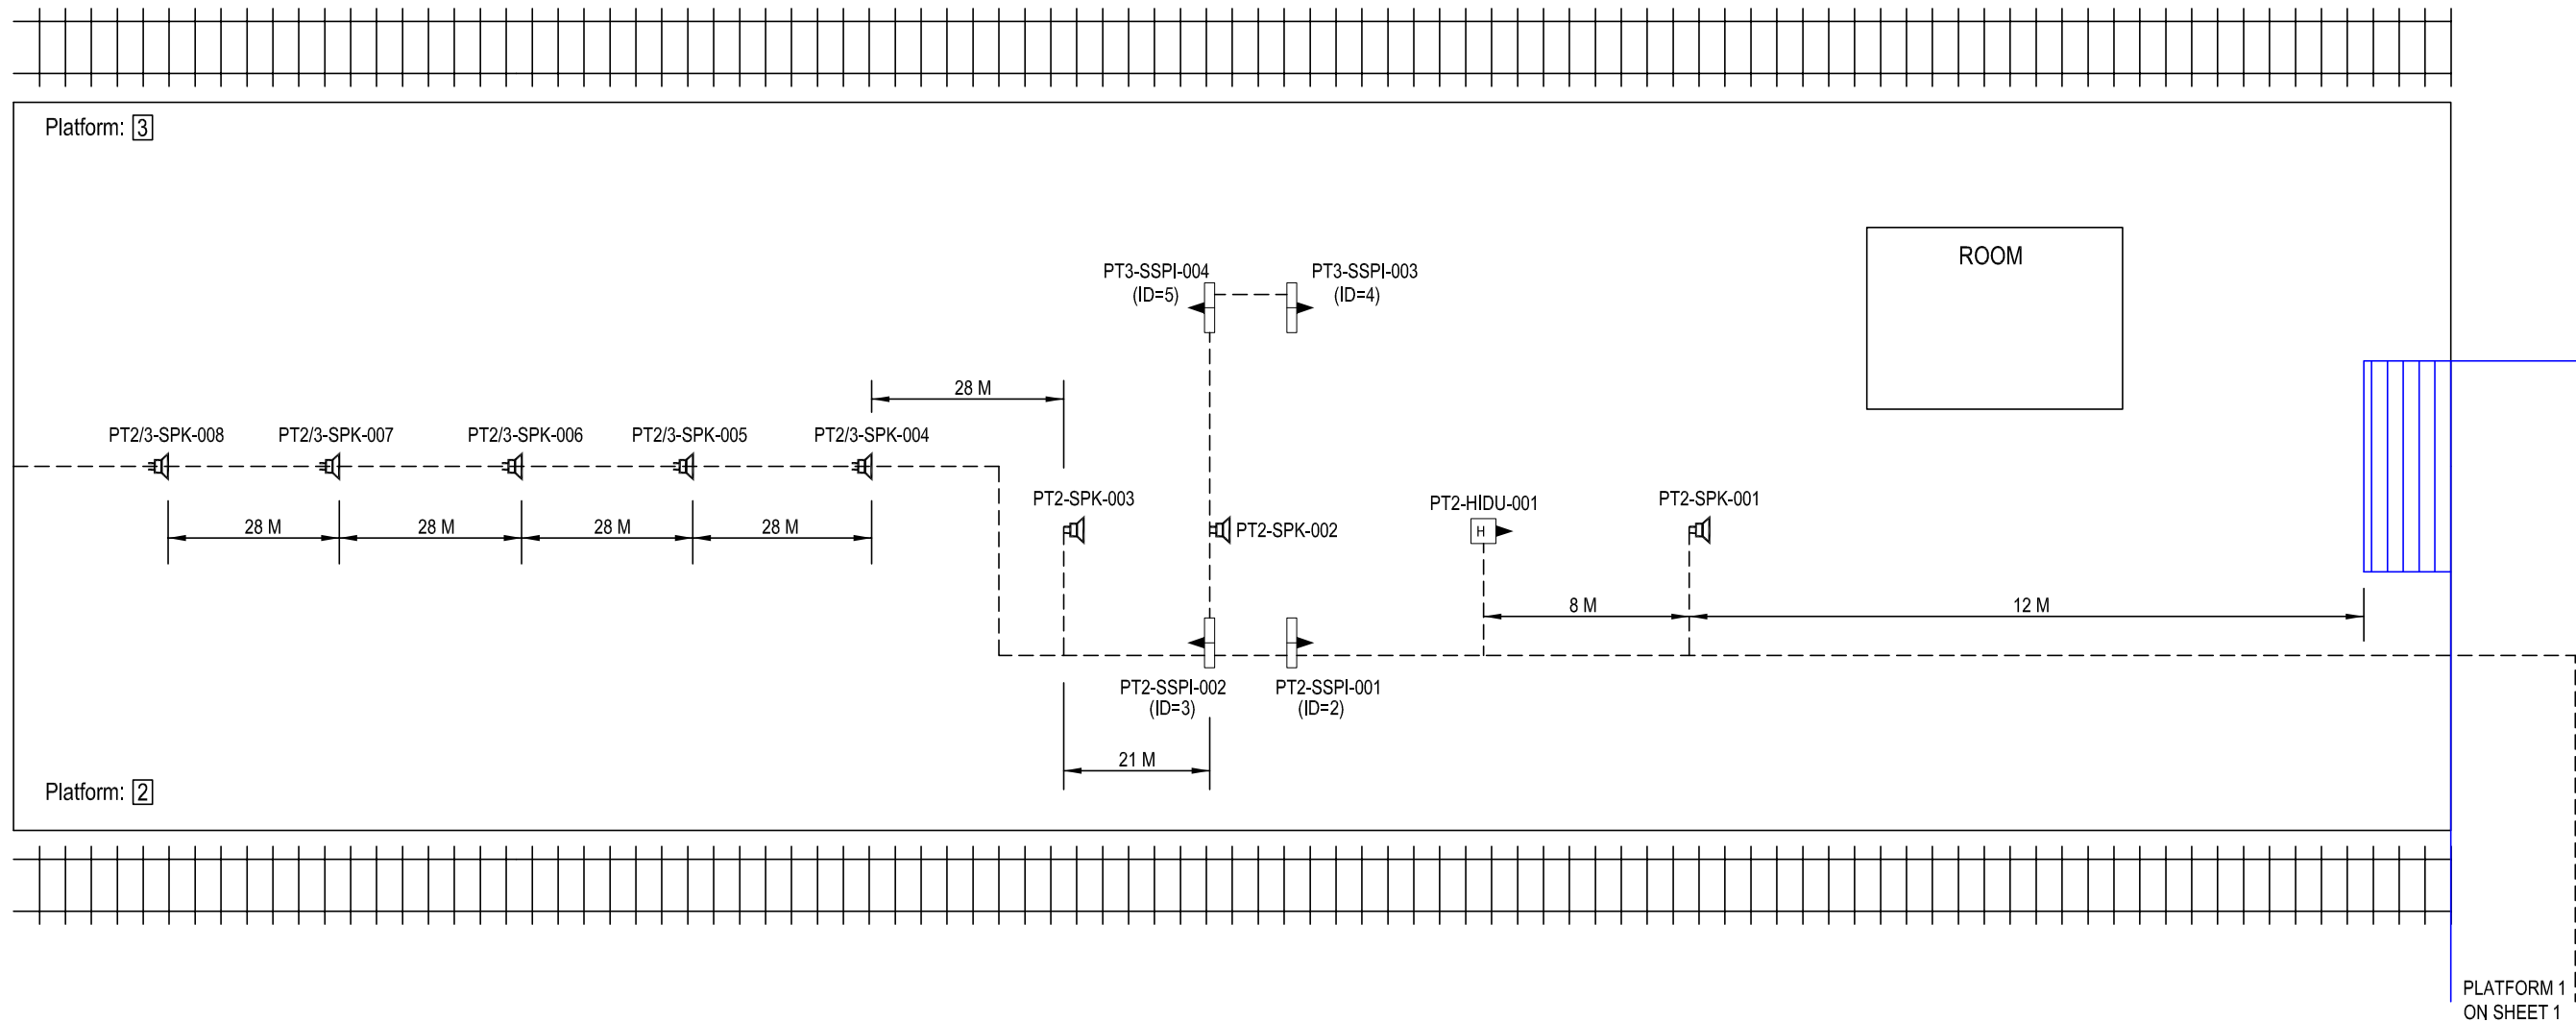 Platform: 3
PT3-SSPI-004
(ID=5)
PT3-SSPI-003
(ID=4)
ROOM
28 M
PT2/3-SPK-008
PT2/3-SPK-007
PT2/3-SPK-006
PT2/3-SPK-005
PT2/3-SPK-004
28 M
28 M
28 M
28 M
PT2-SPK-003
PT2-SPK-002
PT2-HIDU-001
H
PT2-SPK-001
8 M
12 M
PT2-SSPI-002
(ID=3)
PT2-SSPI-001
(ID=2)
21 M
Platform: 2
PLATFORM 1
ON SHEET 1